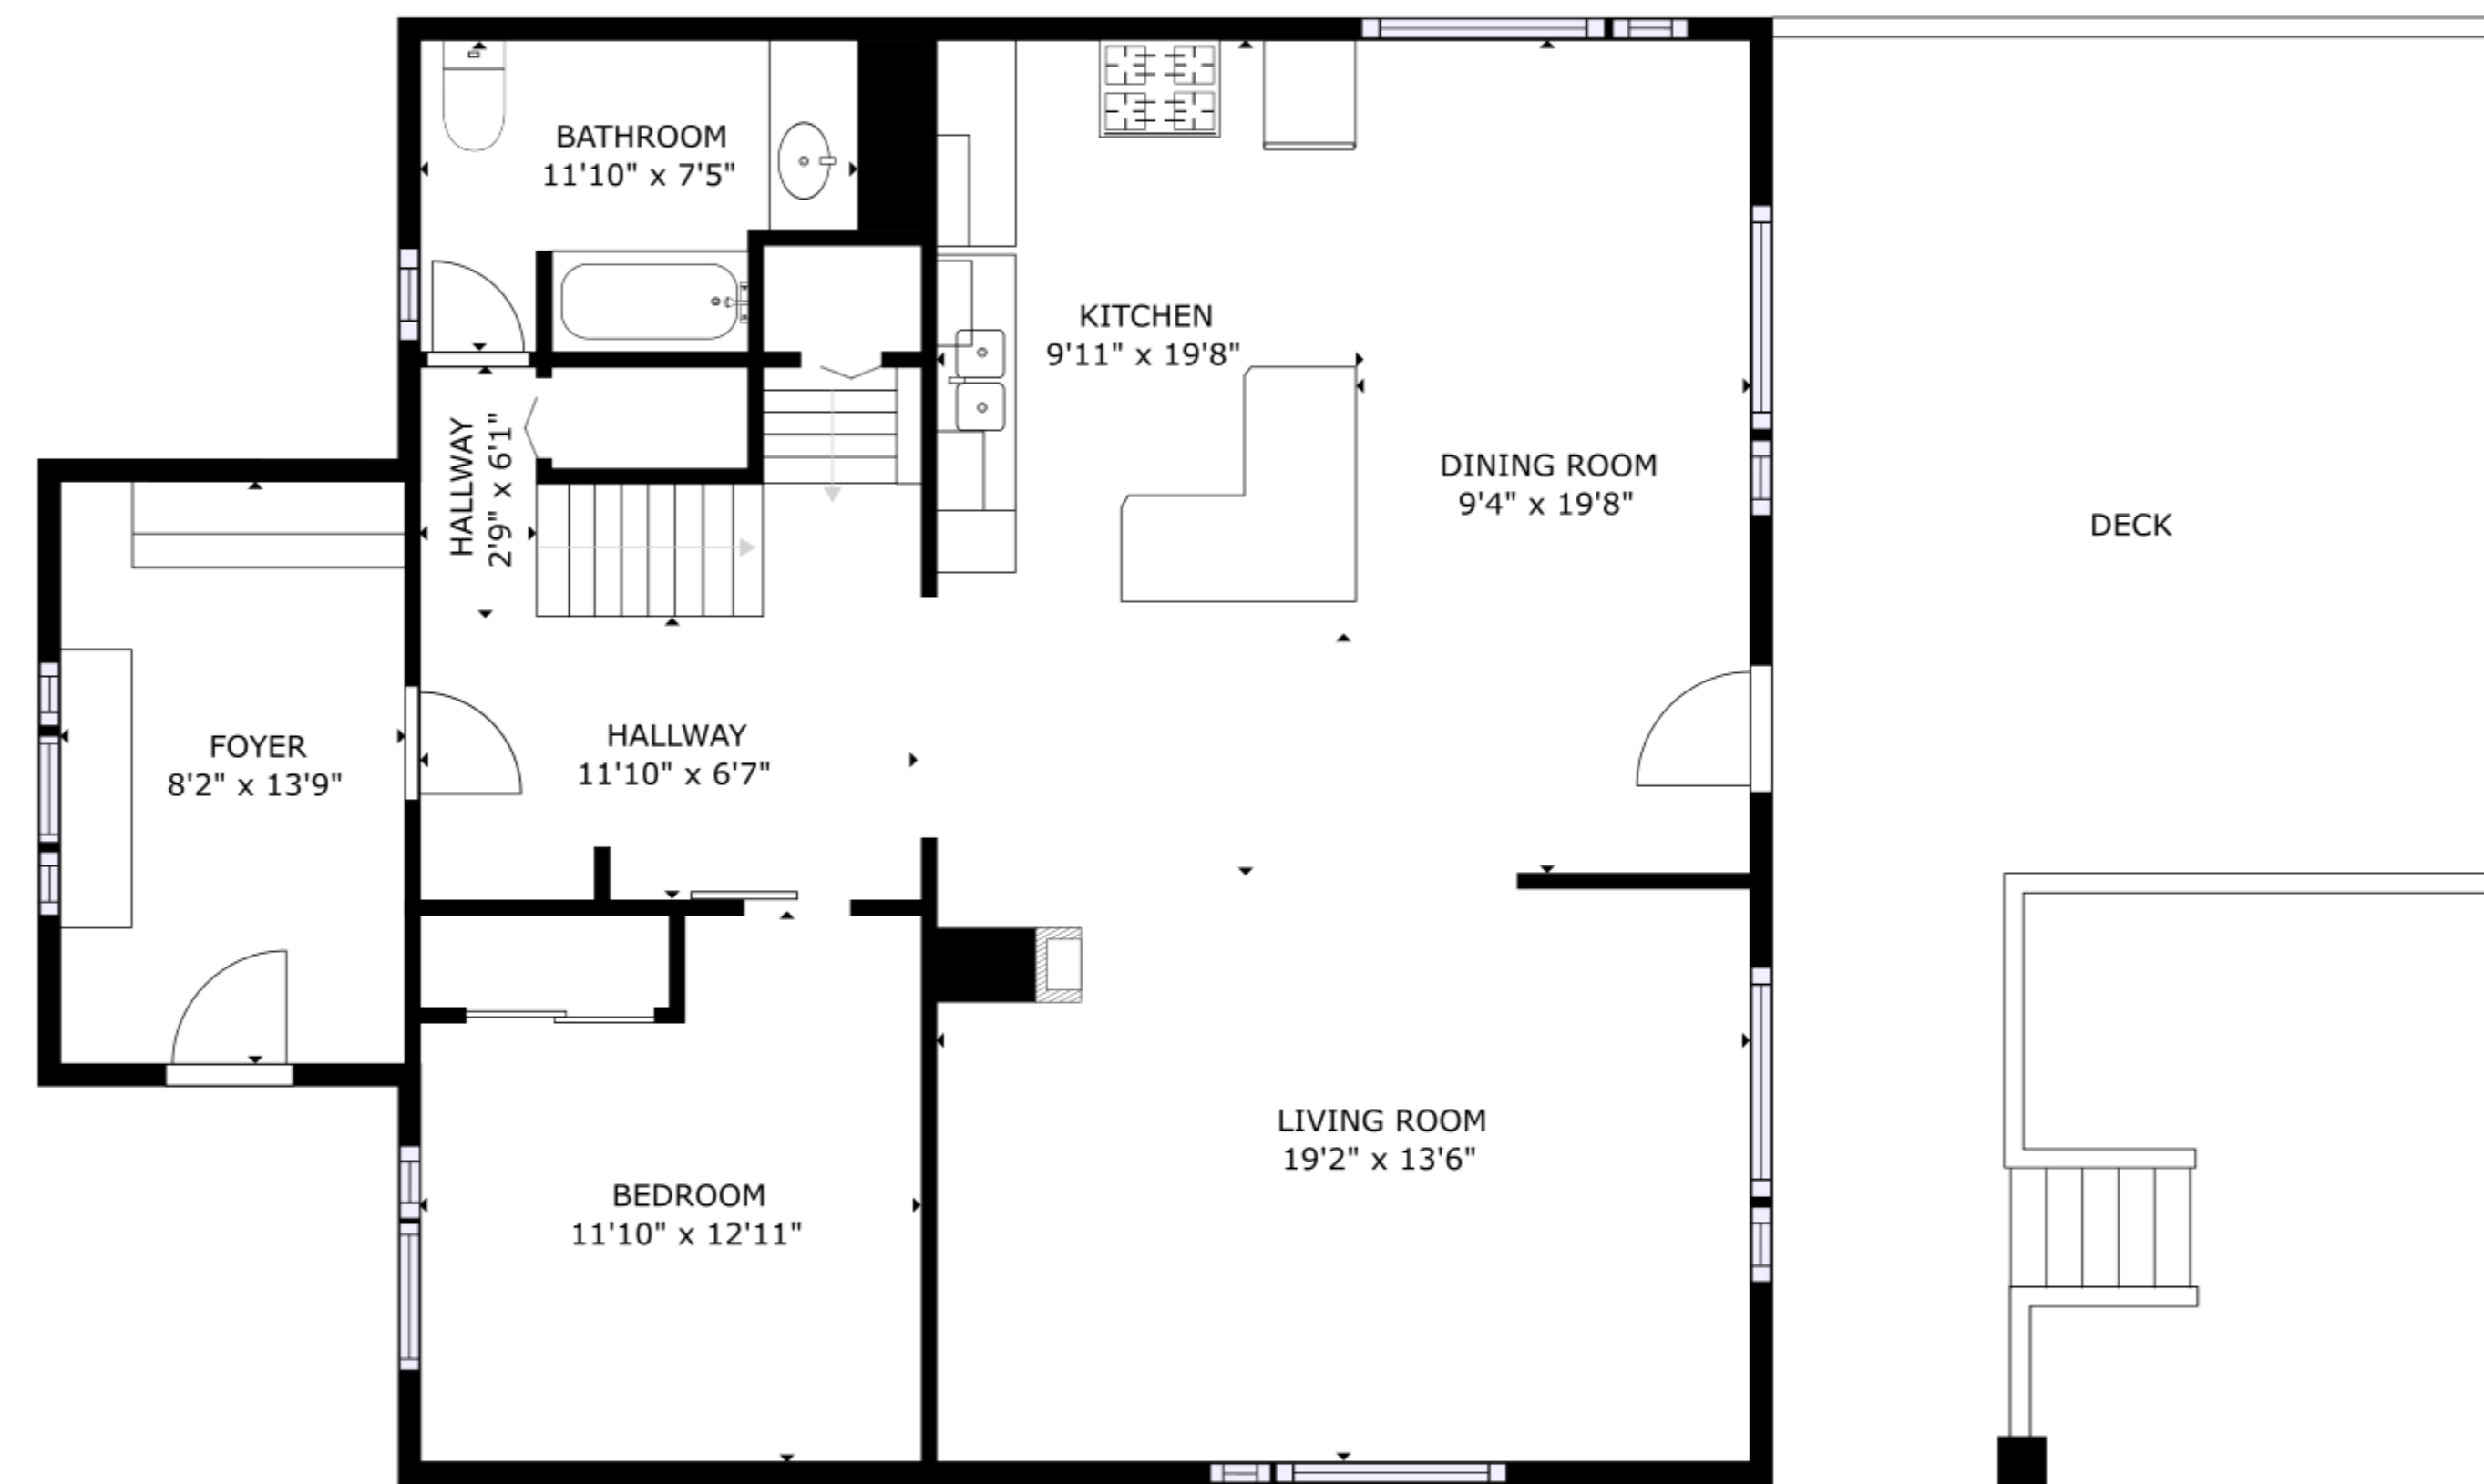 BATHROOM
11'10" x 7'5"
KITCHEN
9'11" x 19'8"
HALLWAY
2'9" x 6'1"
DINING ROOM
9'4" x 19'8"
DECK
FOYER
8'2" x 13'9"
HALLWAY
11'10" x 6'7"
LIVING ROOM
19'2" x 13'6"
BEDROOM
11'10" x 12'11"